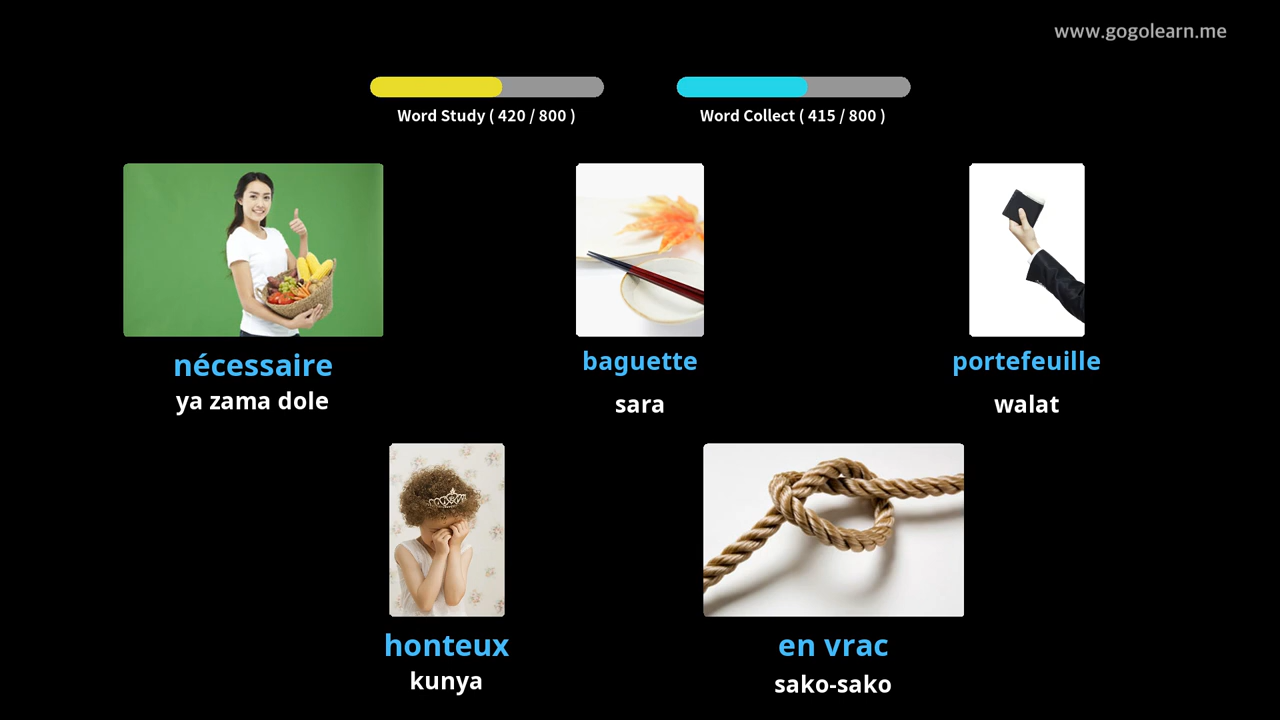 www.gogolearn.me
Word Study ( 420 / 800 )
Word Collect ( 415 / 800 )
nécessaire
ya zama dole
baguette
sara
portefeuille
walat
honteux
kunya
en vrac
sako-sako